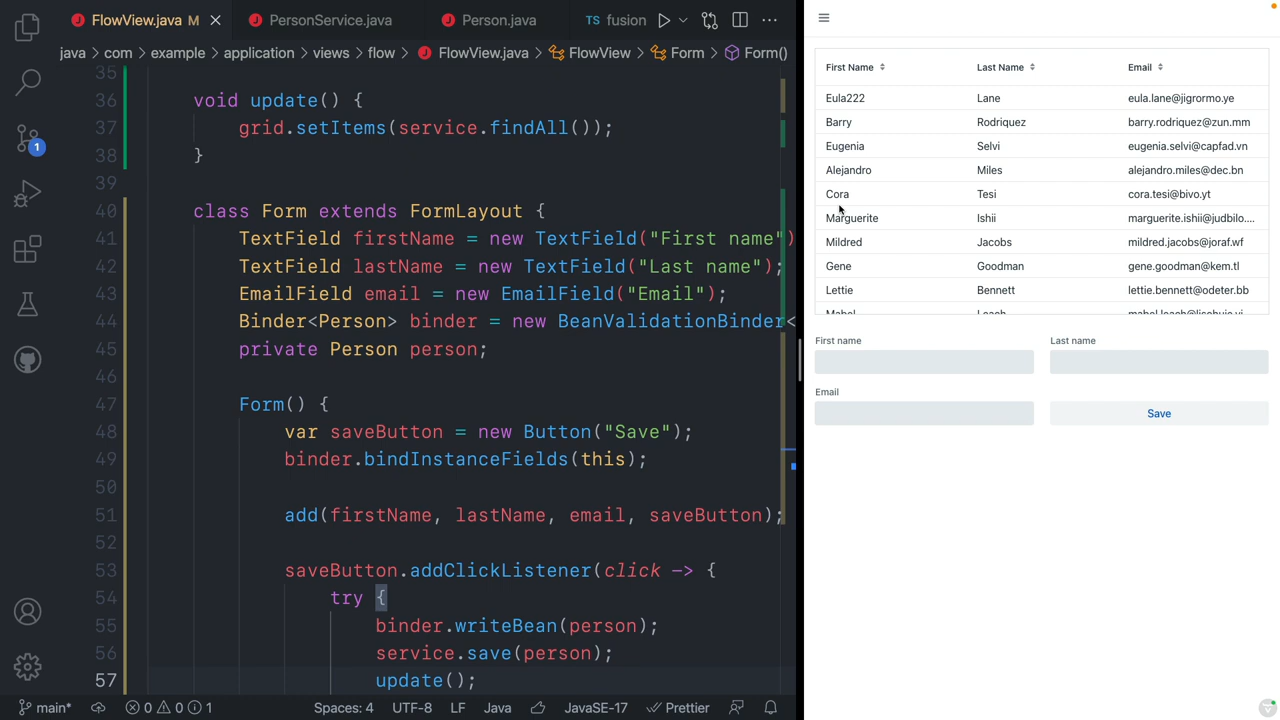 FlowView.java M
PersonService.java
Person.java
TS fusion
java > com > example > application > views > flow > FlowView.java > FlowView > Form > Form()
35
36 void update() {
37 grid.setItems(service.findAll());
38 }
39
40 class Form extends FormLayout {
41 TextField firstName = new TextField("First name")
42 TextField lastName = new TextField("Last name");
43 EmailField email = new EmailField("Email");
44 Binder<Person> binder = new BeanValidationBinder<
45 private Person person;
46
47 Form() {
48 var saveButton = new Button("Save");
49 binder.bindInstanceFields(this);
50
51 add(firstName, lastName, email, saveButton);
52
53 saveButton.addClickListener(click -> {
54 try {
55 binder.writeBean(person);
56 service.save(person);
57 update();
1
main* 0 0 1 Spaces: 4 UTF-8 LF Java JavaSE-17 Prettier
First Name Last Name Email
Eula222 Lane eula.lane@jigrormo.ye
Barry Rodriquez barry.rodriquez@zun.mm
Eugenia Selvi eugenia.selvi@capfad.vn
Alejandro Miles alejandro.miles@dec.bn
Cora Tesi cora.tesi@bivo.yt
Marguerite Ishii marguerite.ishii@judbilo....
Mildred Jacobs mildred.jacobs@joraf.wf
Gene Goodman gene.goodman@kem.tl
Lettie Bennett lettie.bennett@odeter.bb
Mabel Leach
First name Last name
Email
Save